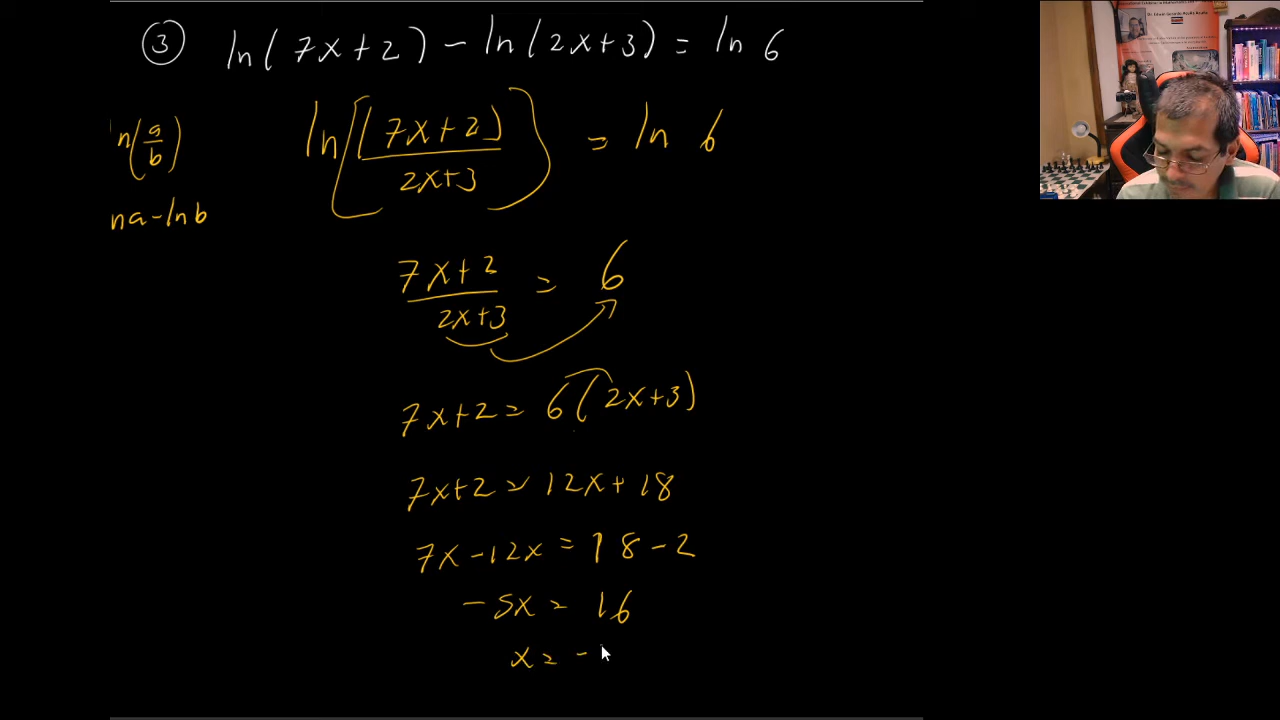 ③ ln(7x+2) - ln(2x+3) = ln 6
n(a/b)
na - ln b
ln((7x+2)/(2x+3)) = ln 6
(7x+2)/(2x+3) = 6
7x+2 = 6(2x+3)
7x+2 = 12x+18
7x - 12x = 18 - 2
-5x = 16
x = -